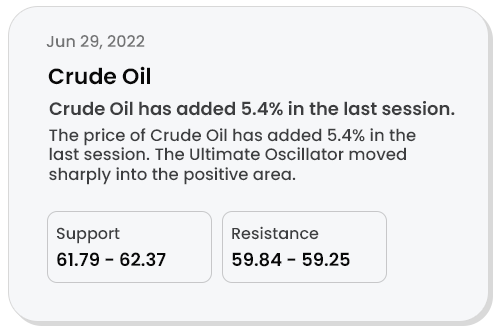 Jun 29, 2022
Crude Oil
Crude Oil has added 5.4% in the last session.
The price of Crude Oil has added 5.4% in the
last session. The Ultimate Oscillator moved
sharply into the positive area.
Support
61.79 - 62.37
Resistance
59.84 - 59.25